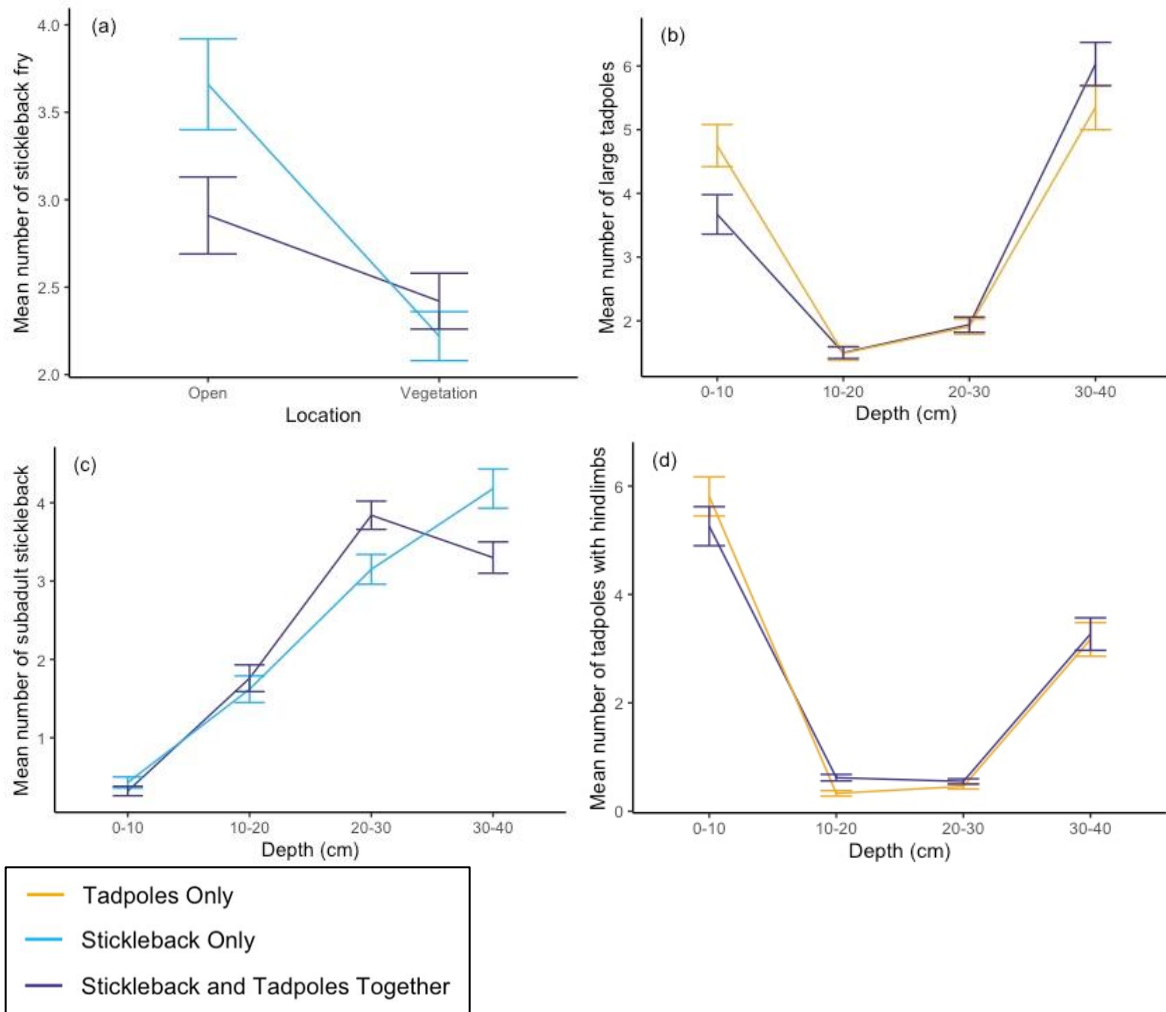 (a)
Mean number of stickleback fry
4.0
3.5
3.0
2.5
2.0
Open
Vegetation
Location
(b)
Mean number of large tadpoles
6
5
4
3
2
0-10
10-20
20-30
30-40
Depth (cm)
(c)
Mean number of subadult stickleback
4
3
2
1
0-10
10-20
20-30
30-40
Depth (cm)
(d)
Mean number of tadpoles with hindlimbs
6
4
2
0
0-10
10-20
20-30
30-40
Depth (cm)
Tadpoles Only
Stickleback Only
Stickleback and Tadpoles Together